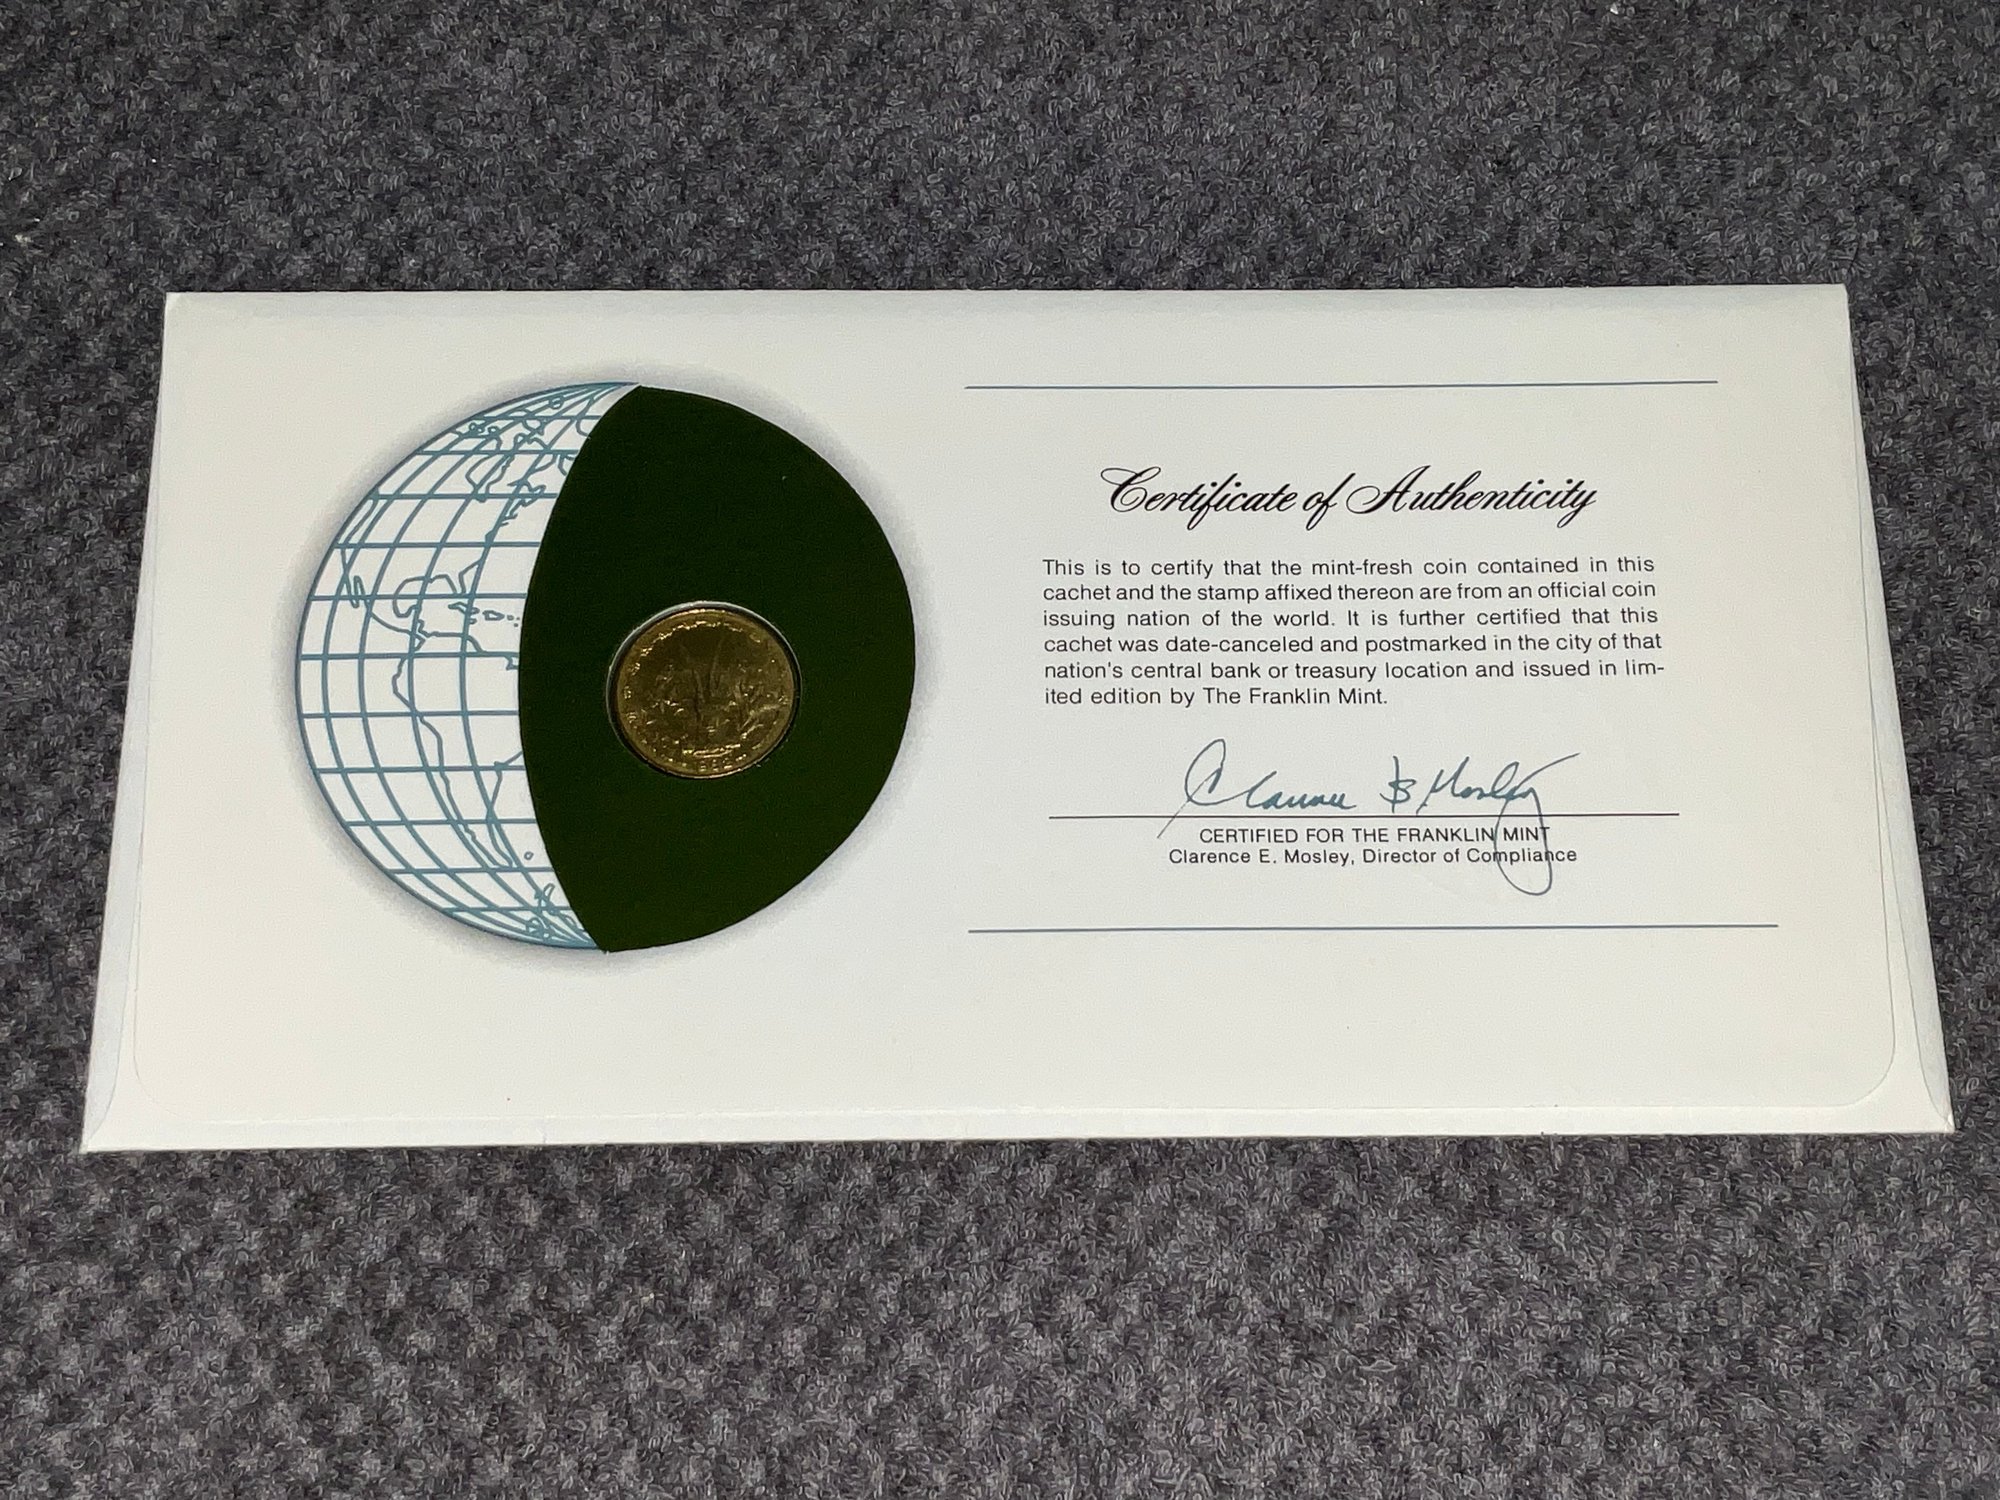 Certificate of Authenticity
This is to certify that the mint-fresh coin contained in this
cachet and the stamp affixed thereon are from an official coin
issuing nation of the world. It is further certified that this
cachet was date-canceled and postmarked in the city of that
nation's central bank or treasury location and issued in lim-
ited edition by The Franklin Mint.
CERTIFIED FOR THE FRANKLIN MINT
Clarence E. Mosley, Director of Compliance